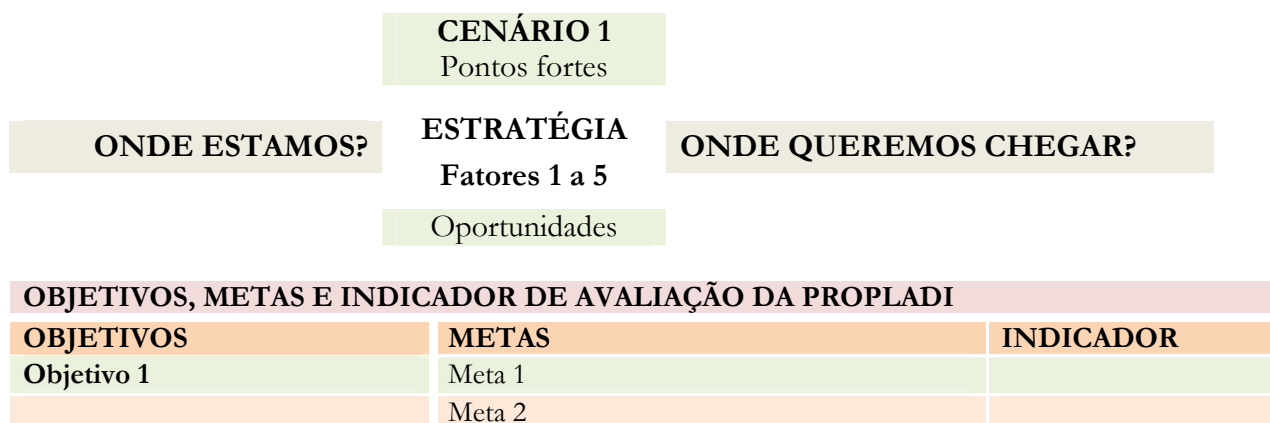 CENÁRIO 1
Pontos fortes
ONDE ESTAMOS? ESTRATÉGIA ONDE QUEREMOS CHEGAR?
Fatores 1 a 5
Oportunidades
OBJETIVOS, METAS E INDICADOR DE AVALIAÇÃO DA PROPLADI
OBJETIVOS METAS INDICADOR
Objetivo 1 Meta 1
Meta 2